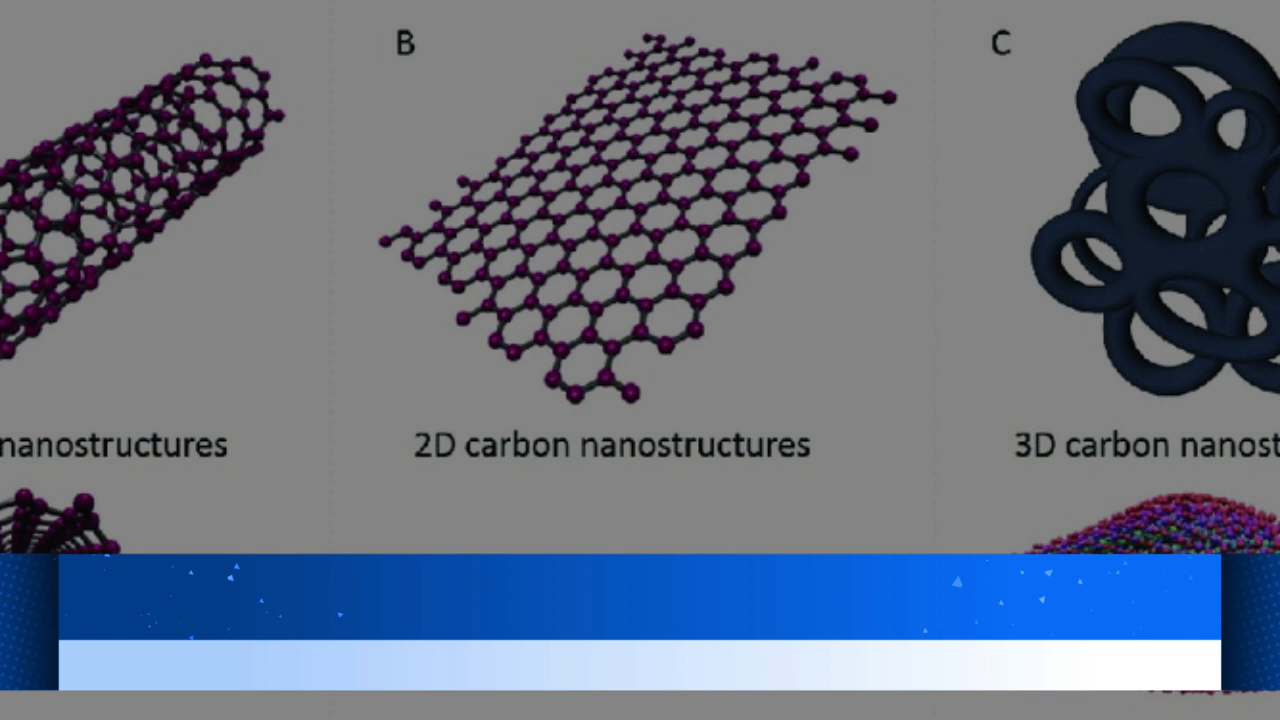 B
C
nanostructures
2D carbon nanostructures
3D carbon nanost